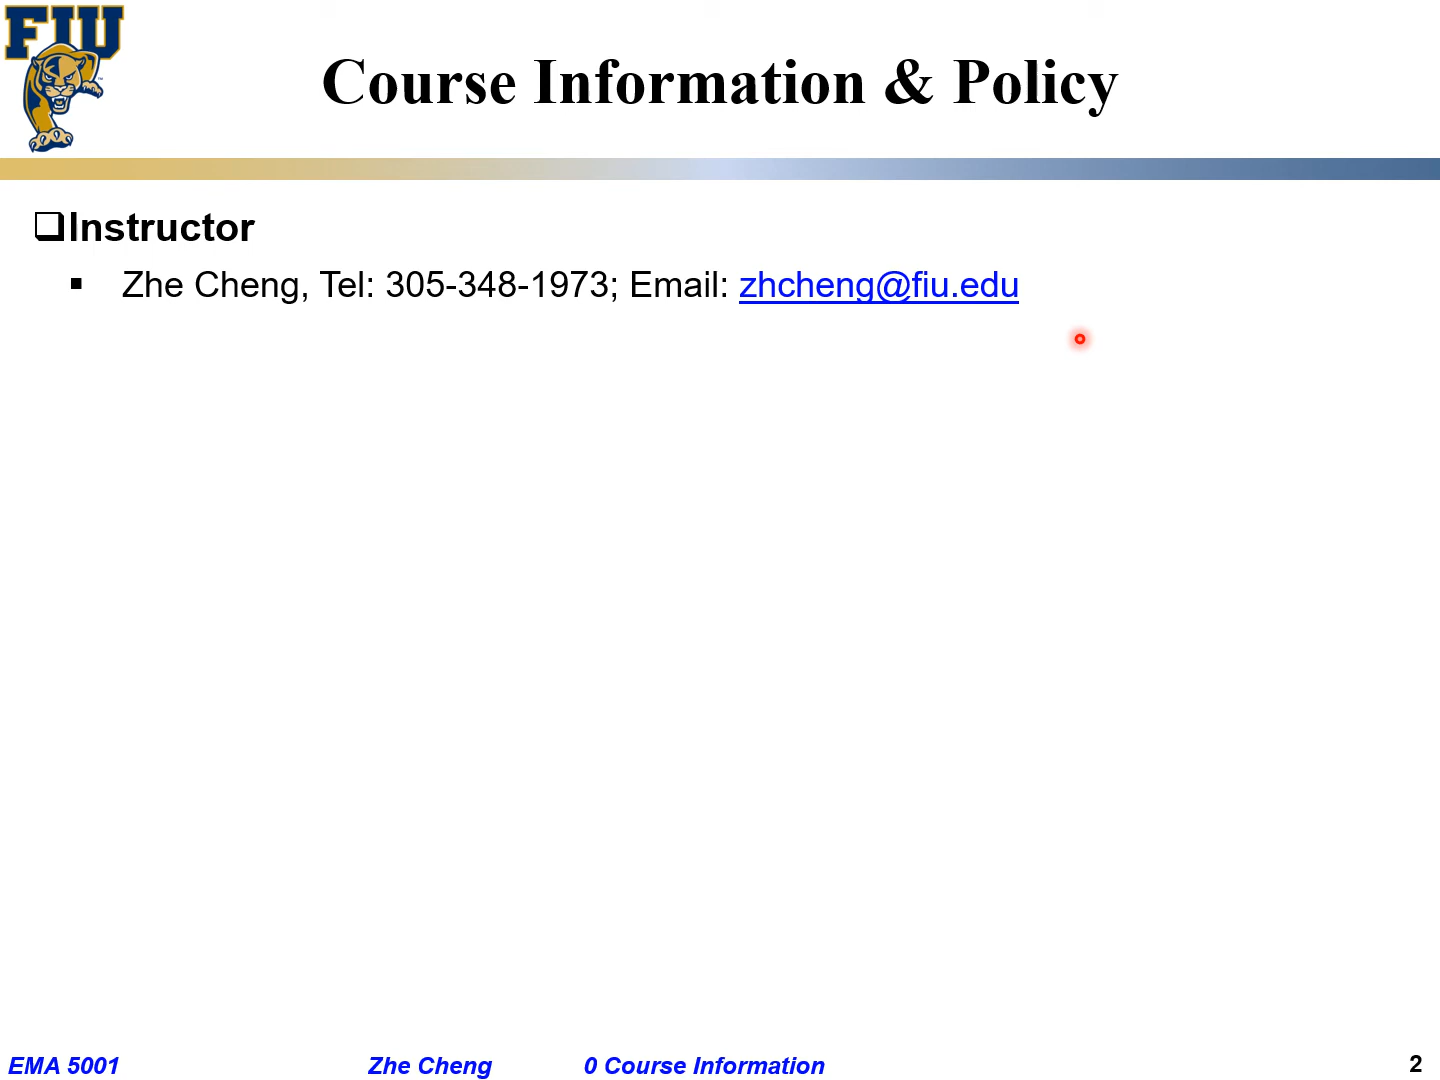 FIU
Course Information & Policy
❑Instructor
▪ Zhe Cheng, Tel: 305-348-1973; Email: zhcheng@fiu.edu
EMA 5001 Zhe Cheng 0 Course Information 2